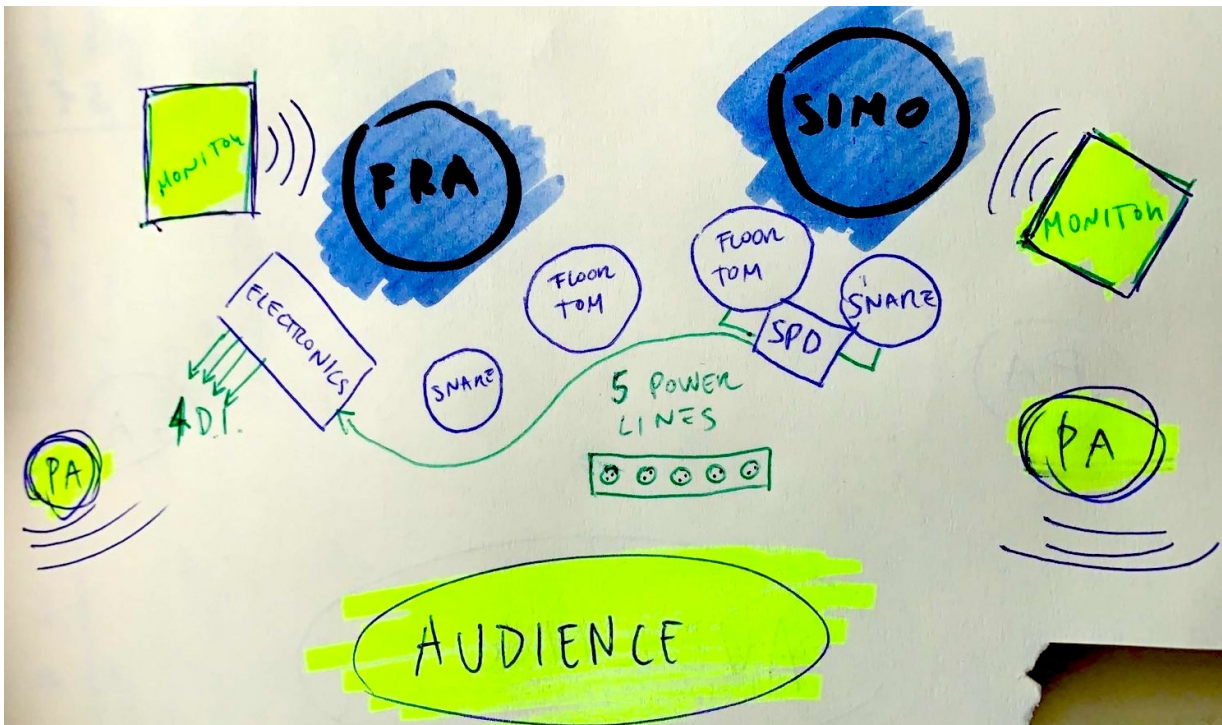 MONITOR
FRA
SIMO
MONITOR
ELECTRONICS
FLOOR
TOM
FLOOR
TOM
SNARE
SPD
SNARE
4 D.I.
5 POWER
LINES
PA
PA
AUDIENCE